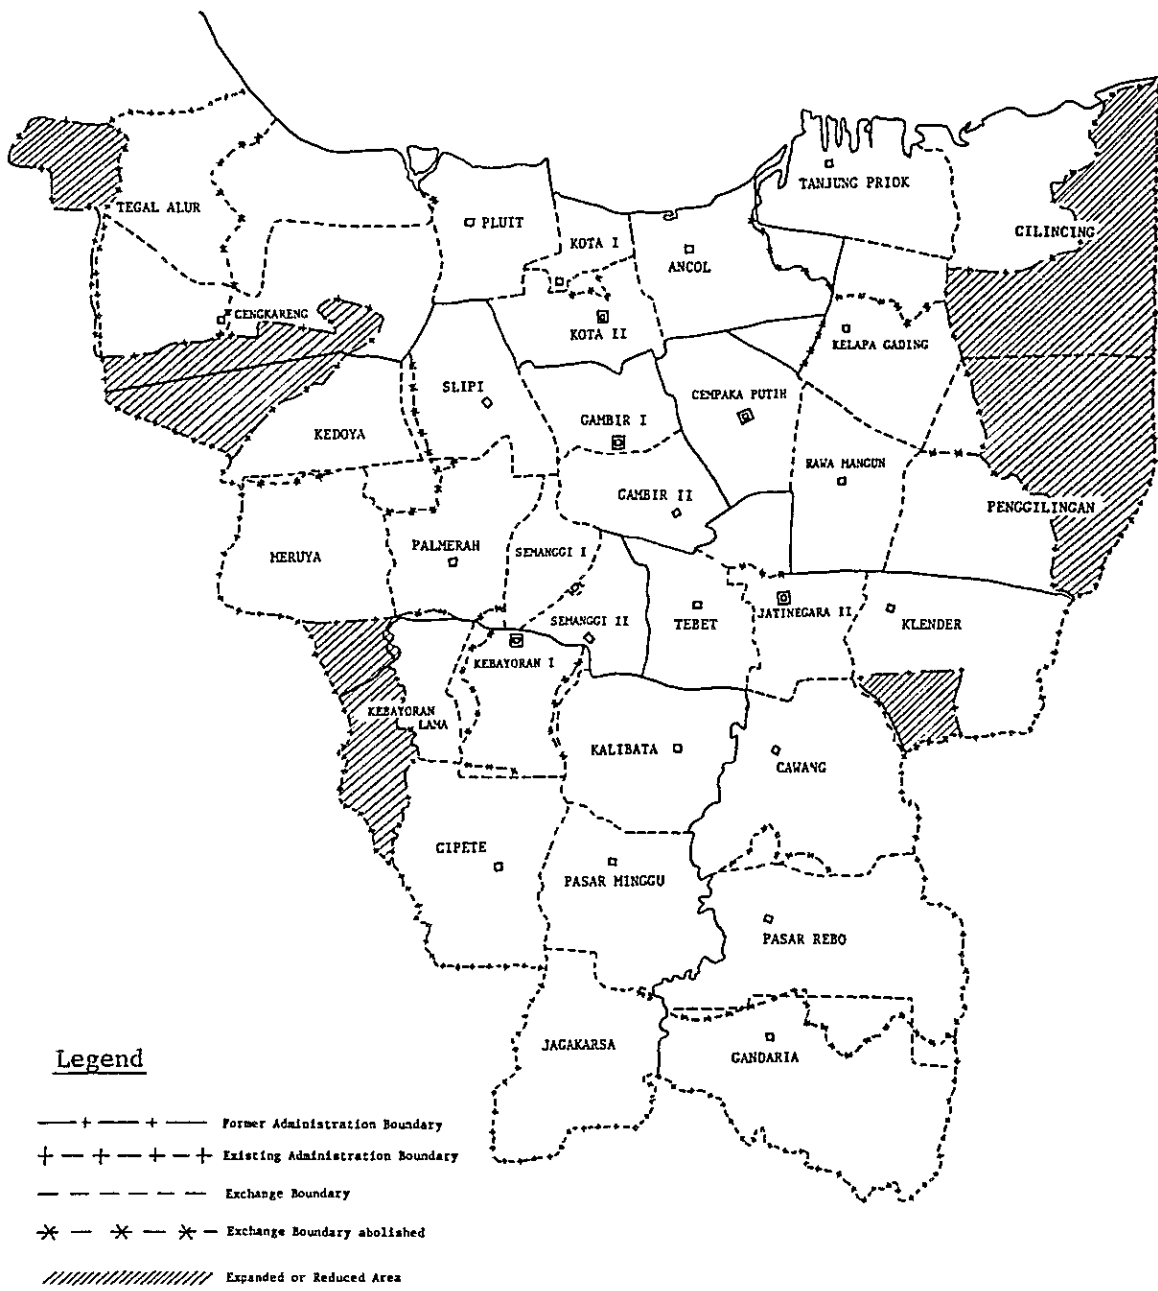 TANJUNG PRIOK
TEGAL ALUR
PLUIT
KOTA I
CILINCING
ANCOL
CENGKARENG
KOTA II
KELAPA GADING
SLIPI
CEMPAKA PUTIH
GAMBIR I
KEDOYA
RAWA MANGUN
GAMBIR II
PENGGILINGAN
MERUYA
PALMERAH
SEMANGGI I
SEMANGGI II
TEBET
JATINEGARA II
KLENDER
KEBAYORAN I
KEBAYORAN
LAMA
KALIBATA
CAWANG
CIPETE
PASAR MINGGU
PASAR REBO
JAGAKARSA
GANDARIA
Legend
Former Administration Boundary
Existing Administration Boundary
Exchange Boundary
Exchange Boundary abolished
Expanded or Reduced Area